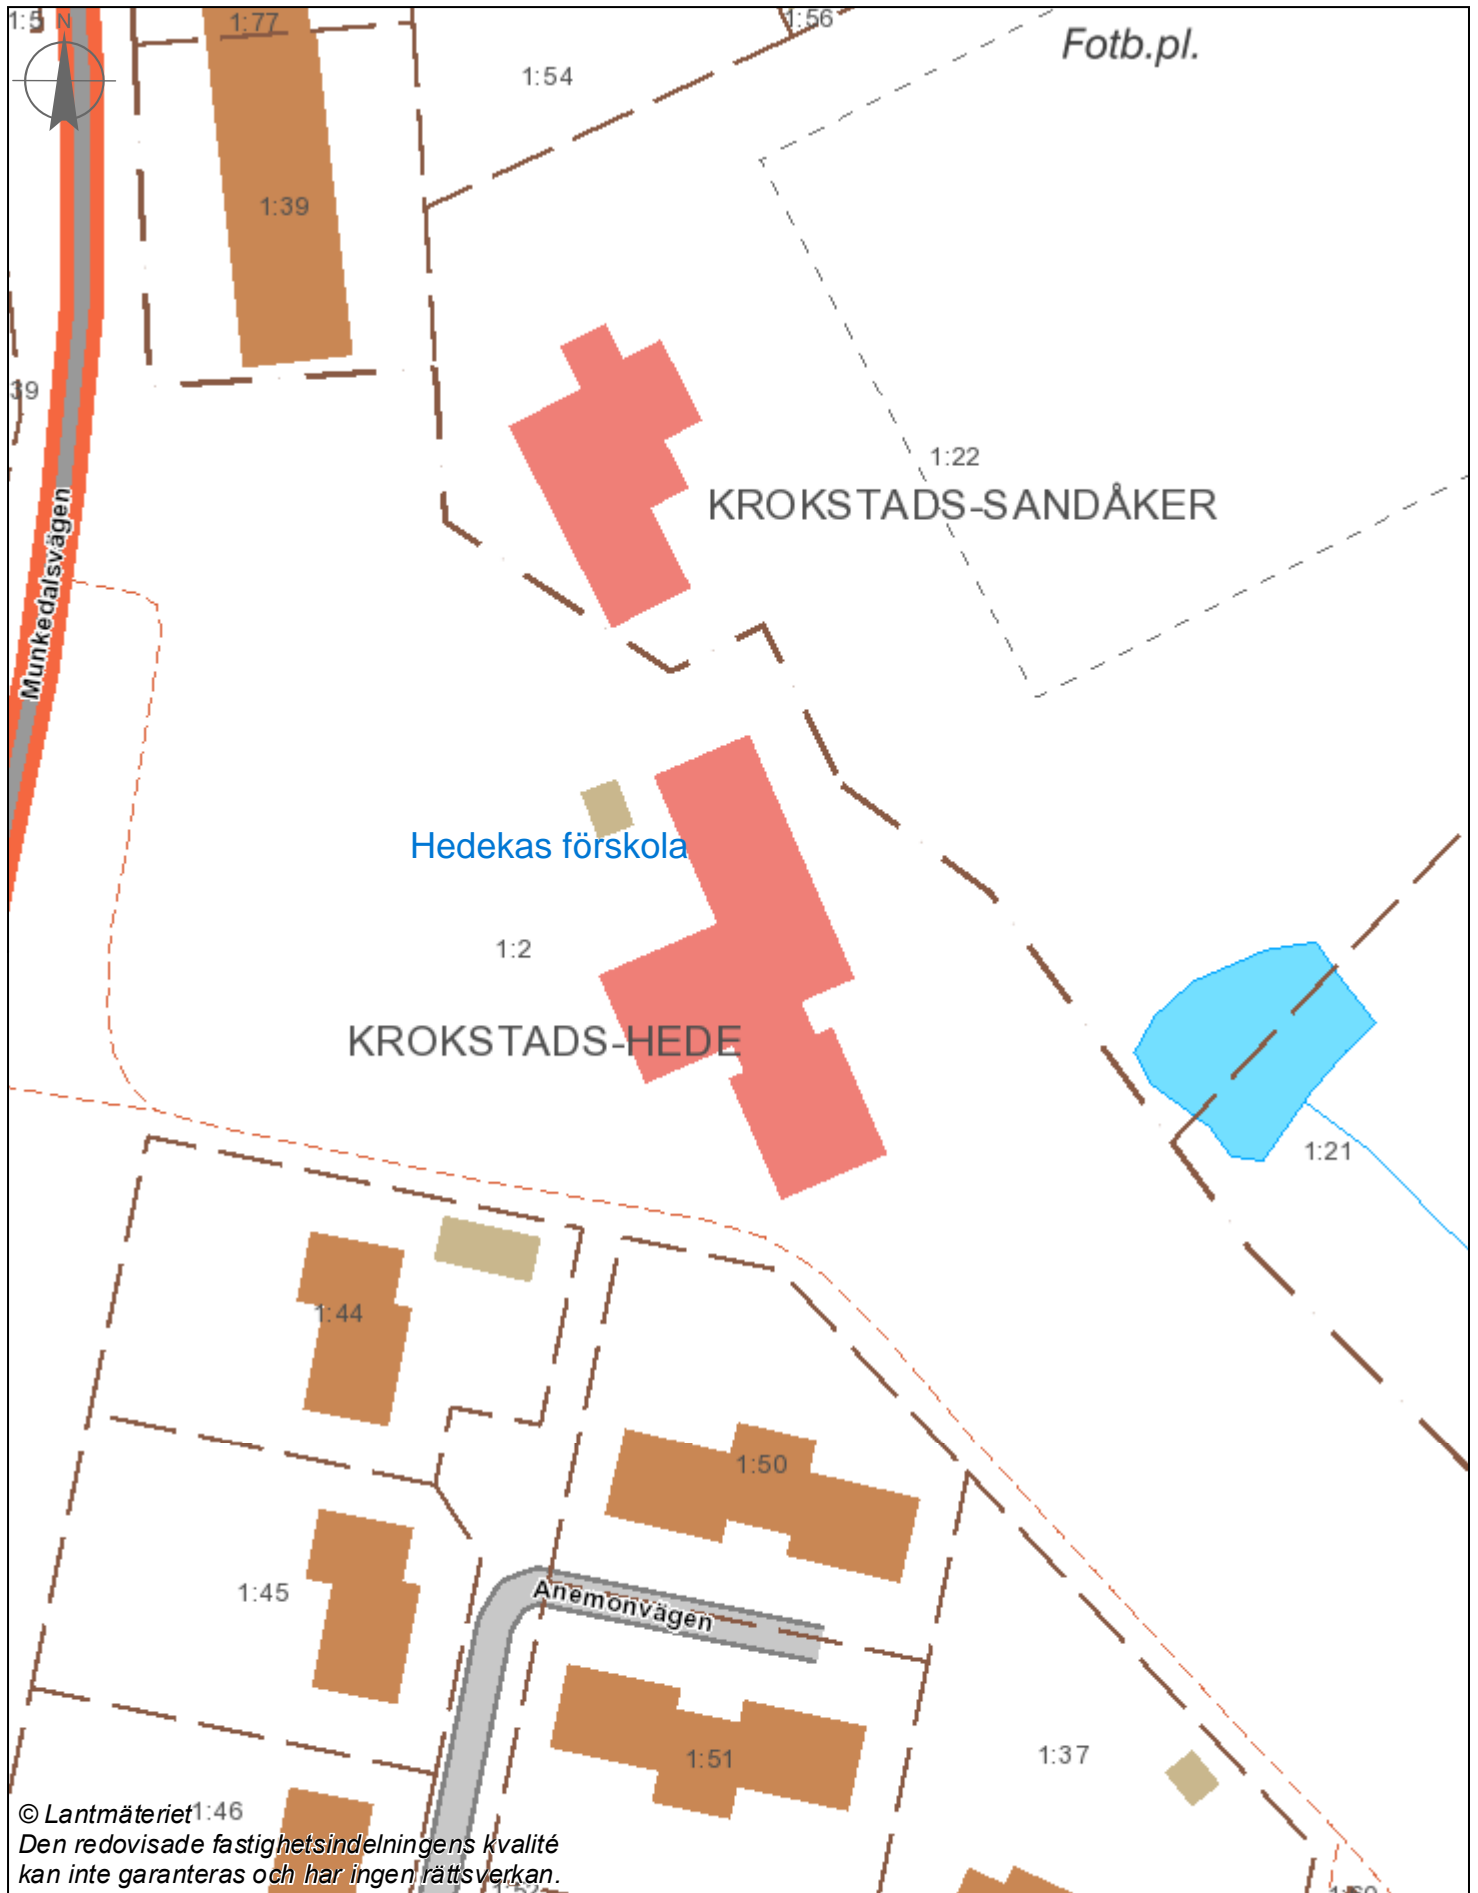 1:5
N
1:77
1:56
Fotb.pl.
1:54
1:39
39
1:22
KROKSTADS-SANDÅKER
Munkedalsvägen
Hedekas förskola
1:2
KROKSTADS-HEDE
1:21
1:44
1:50
1:45
Anemonvägen
1:51
1:37
1:46
© Lantmäteriet
Den redovisade fastighetsindelningens kvalité
kan inte garanteras och har ingen rättsverkan.